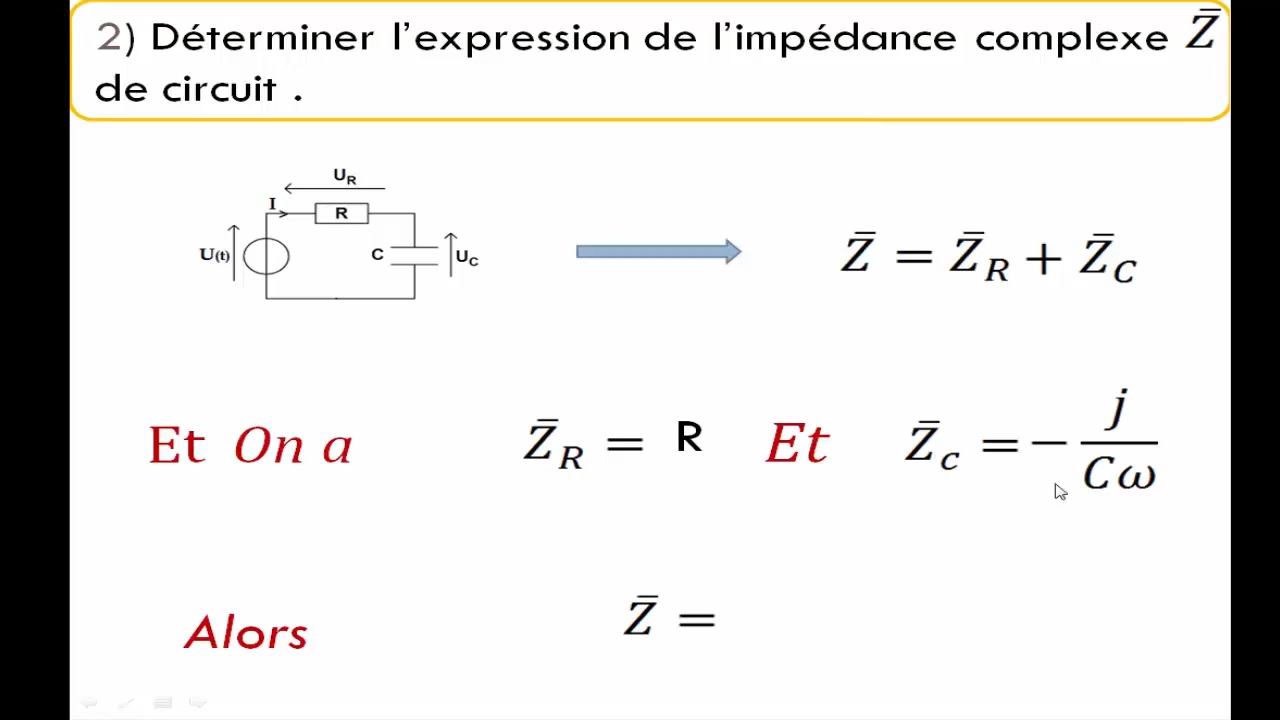 2) Déterminer l'expression de l'impédance complexe Z̄
de circuit .
U_R
I
R
U(t)
C
U_C
Z̄ = Z̄_R + Z̄_C
Et On a Z̄_R = R Et Z̄_c = − j/Cω
Alors Z̄ =